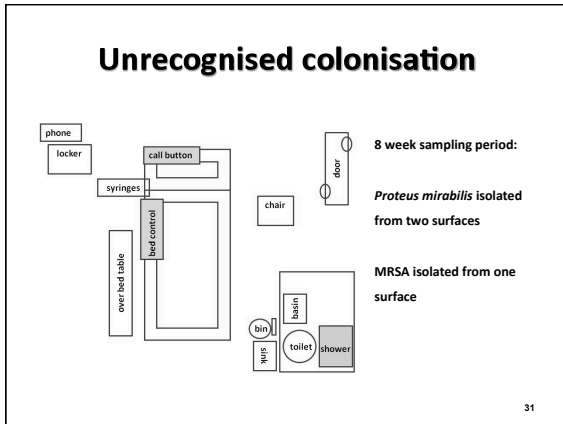 Unrecognised colonisation
phone
locker
call button
syringes
bed control
over bed table
chair
door
bin
sink
basin
toilet
shower
8 week sampling period:
Proteus mirabilis isolated
from two surfaces
MRSA isolated from one
surface
31